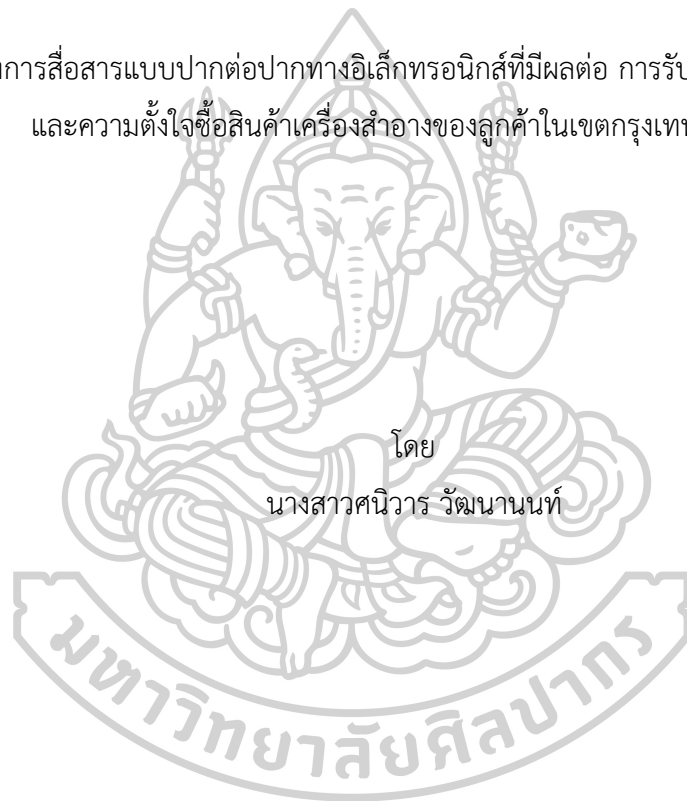 การสื่อสารแบบปากต่อปากทางอิเล็กทรอนิกส์ที่มีผลต่อ การรับ
และความตั้งใจซื้อสินค้าเครื่องสำอางของลูกค้าในเขตกรุงเทพ
โดย
นางสาวศนิวาร วัฒนานนท์
มหาวิทยาลัยศิลปากร